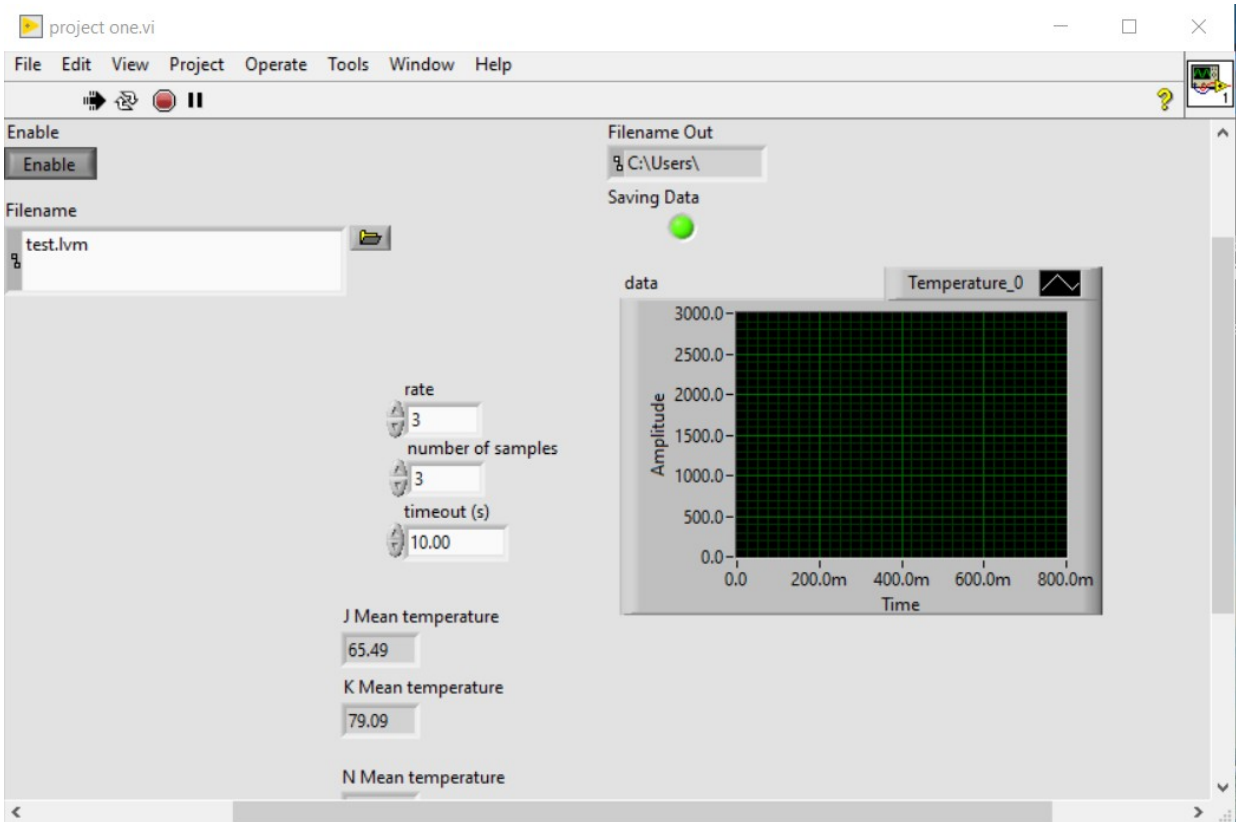 project one.vi
File Edit View Project Operate Tools Window Help
1
Enable
Enable
Filename
test.lvm
Filename Out
C:\Users\
Saving Data
data
Temperature_0
3000.0
2500.0
2000.0
1500.0
1000.0
500.0
0.0
Amplitude
0.0 200.0m 400.0m 600.0m 800.0m
Time
rate
3
number of samples
3
timeout (s)
10.00
J Mean temperature
65.49
K Mean temperature
79.09
N Mean temperature